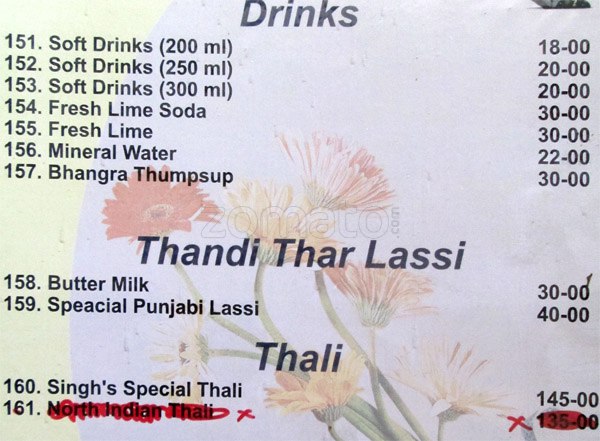 Drinks
151. Soft Drinks (200 ml) 18-00
152. Soft Drinks (250 ml) 20-00
153. Soft Drinks (300 ml) 20-00
154. Fresh Lime Soda 30-00
155. Fresh Lime 30-00
156. Mineral Water 22-00
157. Bhangra Thumpsup 30-00
zomato.com
Thandi Thar Lassi
158. Butter Milk 30-00
159. Speacial Punjabi Lassi 40-00
Thali
160. Singh's Special Thali 145-00
161. North Indian Thali x x 135-00